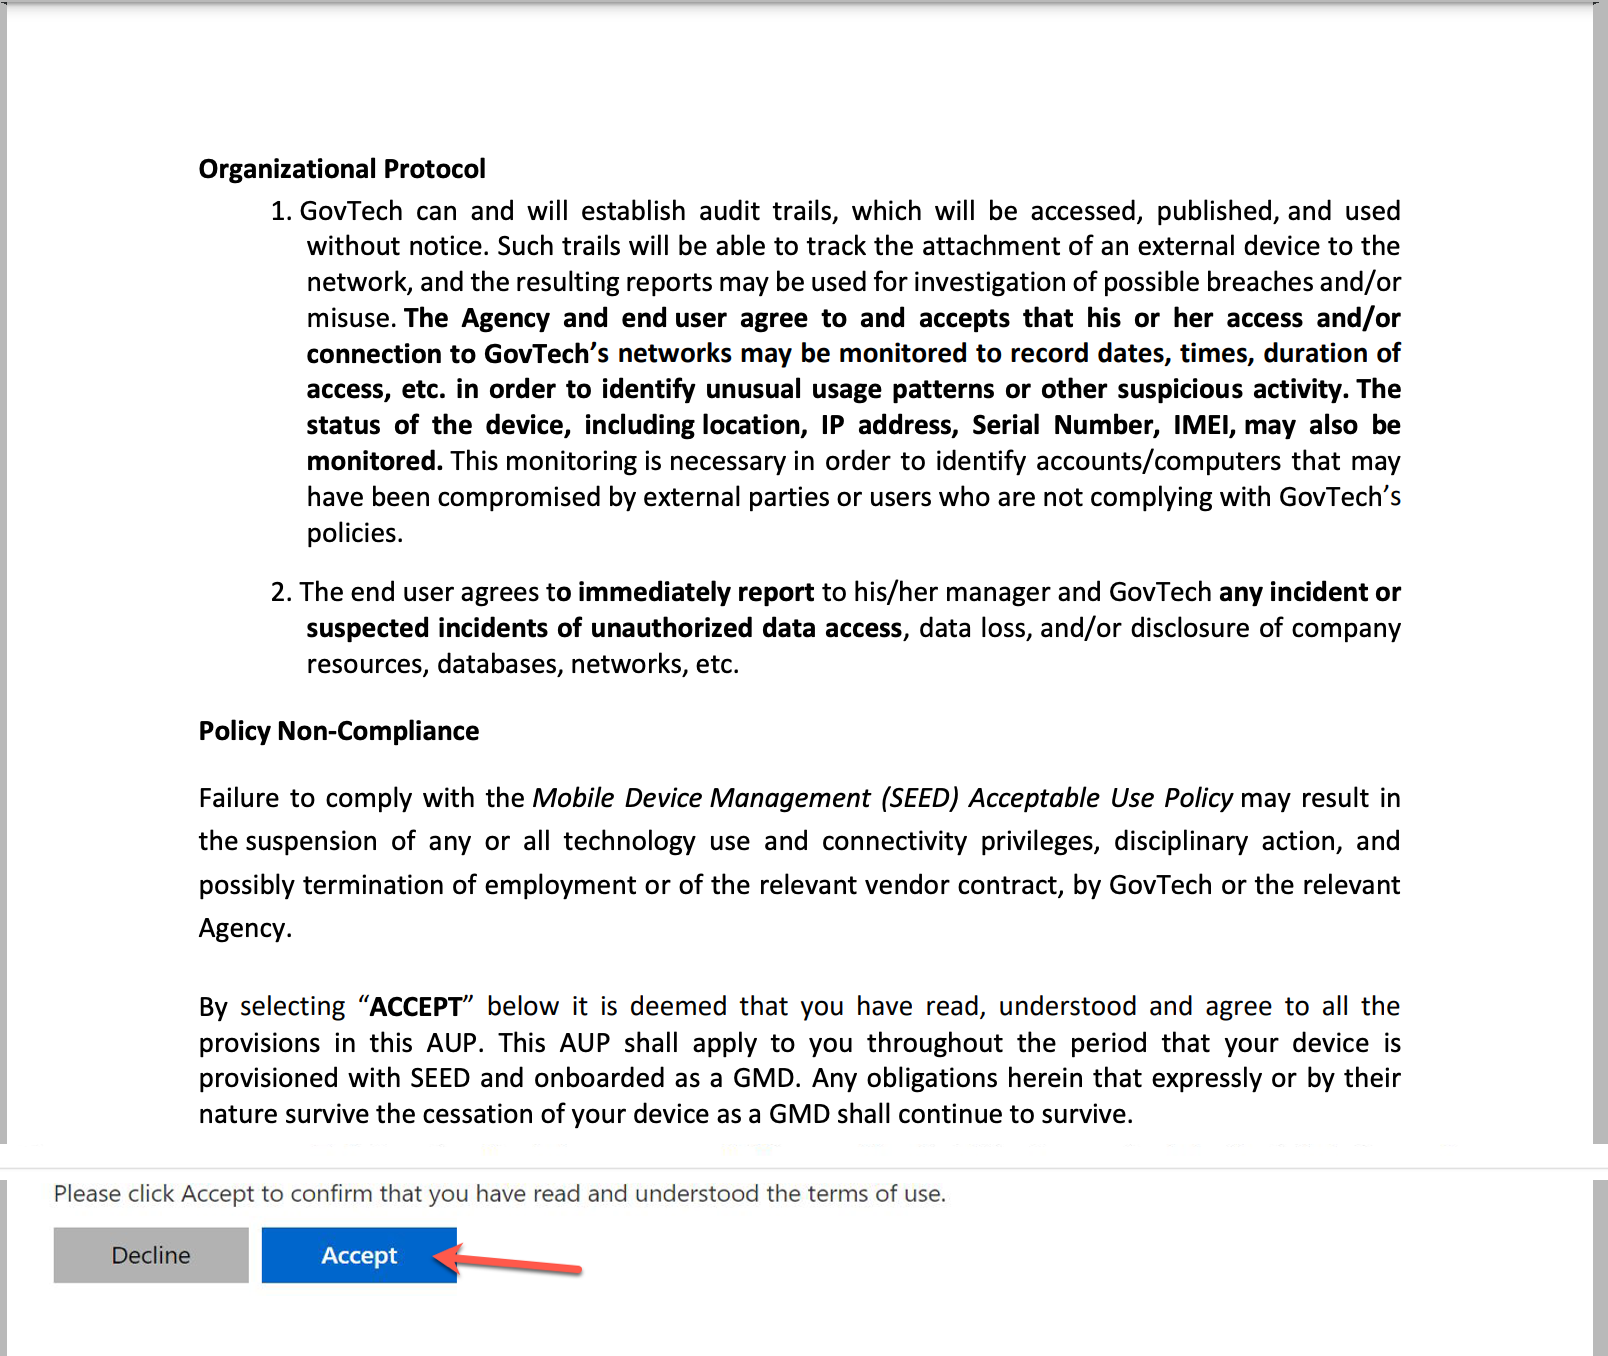 Organizational Protocol
1. GovTech can and will establish audit trails, which will be accessed, published, and used
without notice. Such trails will be able to track the attachment of an external device to the
network, and the resulting reports may be used for investigation of possible breaches and/or
misuse. The Agency and end user agree to and accepts that his or her access and/or
connection to GovTech’s networks may be monitored to record dates, times, duration of
access, etc. in order to identify unusual usage patterns or other suspicious activity. The
status of the device, including location, IP address, Serial Number, IMEI, may also be
monitored. This monitoring is necessary in order to identify accounts/computers that may
have been compromised by external parties or users who are not complying with GovTech’s
policies.
2. The end user agrees to immediately report to his/her manager and GovTech any incident or
suspected incidents of unauthorized data access, data loss, and/or disclosure of company
resources, databases, networks, etc.
Policy Non-Compliance
Failure to comply with the Mobile Device Management (SEED) Acceptable Use Policy may result in
the suspension of any or all technology use and connectivity privileges, disciplinary action, and
possibly termination of employment or of the relevant vendor contract, by GovTech or the relevant
Agency.
By selecting “ACCEPT” below it is deemed that you have read, understood and agree to all the
provisions in this AUP. This AUP shall apply to you throughout the period that your device is
provisioned with SEED and onboarded as a GMD. Any obligations herein that expressly or by their
nature survive the cessation of your device as a GMD shall continue to survive.
Please click Accept to confirm that you have read and understood the terms of use.
Decline
Accept